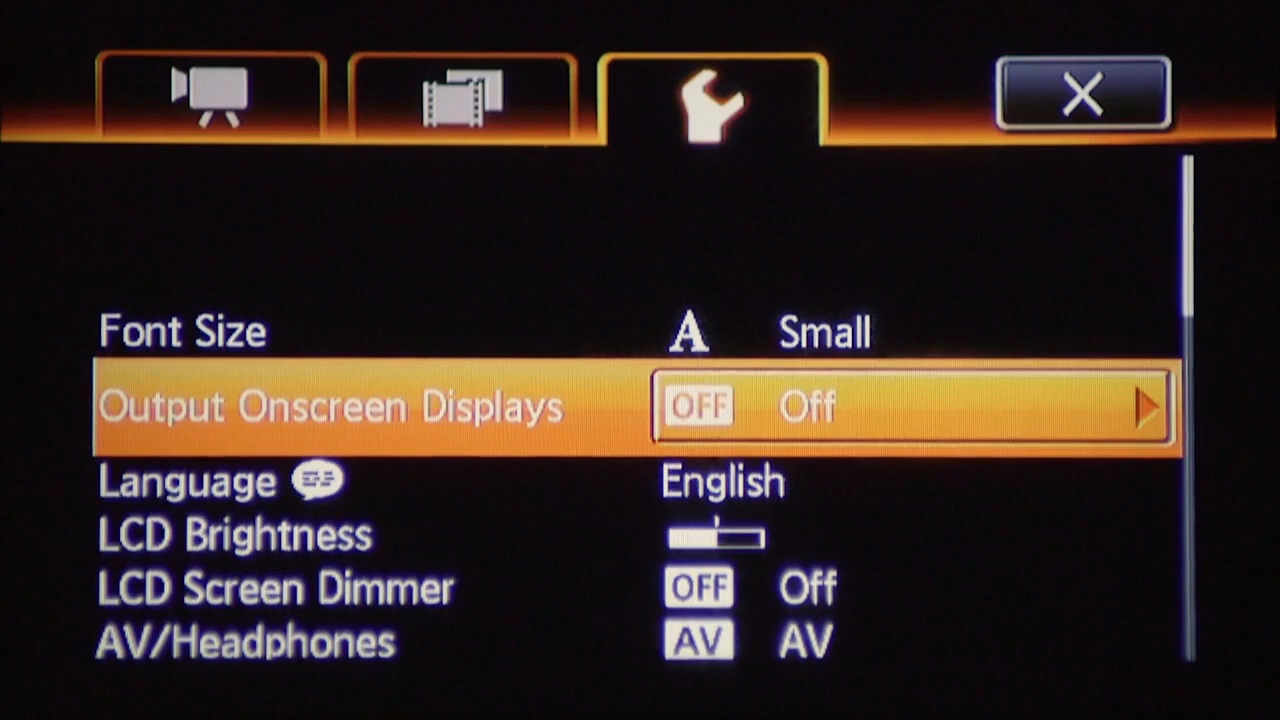 Font Size A Small
Output Onscreen Displays OFF Off
Language English
LCD Brightness
LCD Screen Dimmer OFF Off
AV/Headphones AV AV